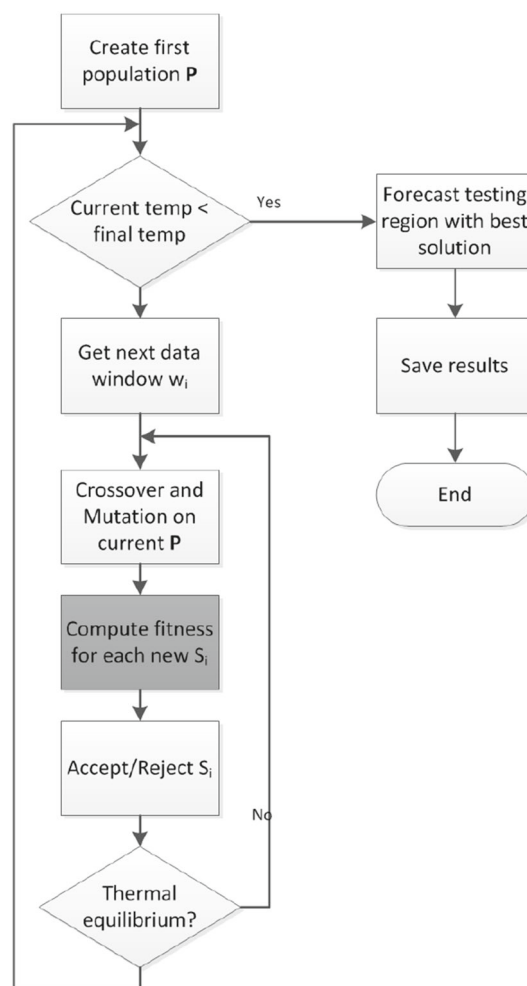 Create first
population P
Current temp <
final temp
Yes
Forecast testing
region with best
solution
Get next data
window wi
Save results
Crossover and
Mutation on
current P
End
Compute fitness
for each new Si
Accept/Reject Si
No
Thermal
equilibrium?